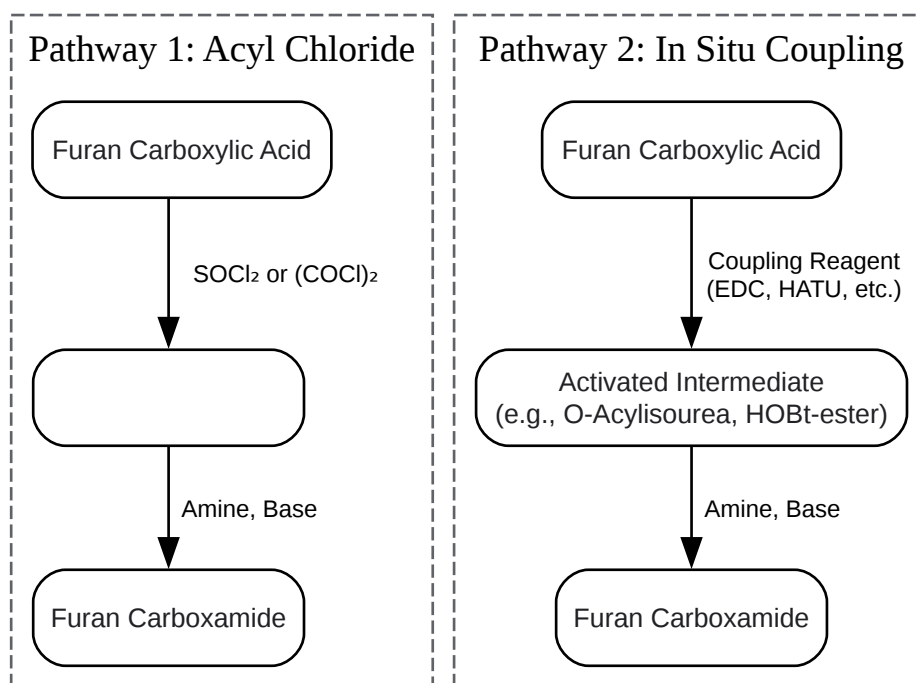 Pathway 1: Acyl Chloride
Furan Carboxylic Acid
SOCl₂ or (COCl)₂
Amine, Base
Furan Carboxamide
Pathway 2: In Situ Coupling
Furan Carboxylic Acid
Coupling Reagent
(EDC, HATU, etc.)
Activated Intermediate
(e.g., O-Acylisourea, HOBt-ester)
Amine, Base
Furan Carboxamide